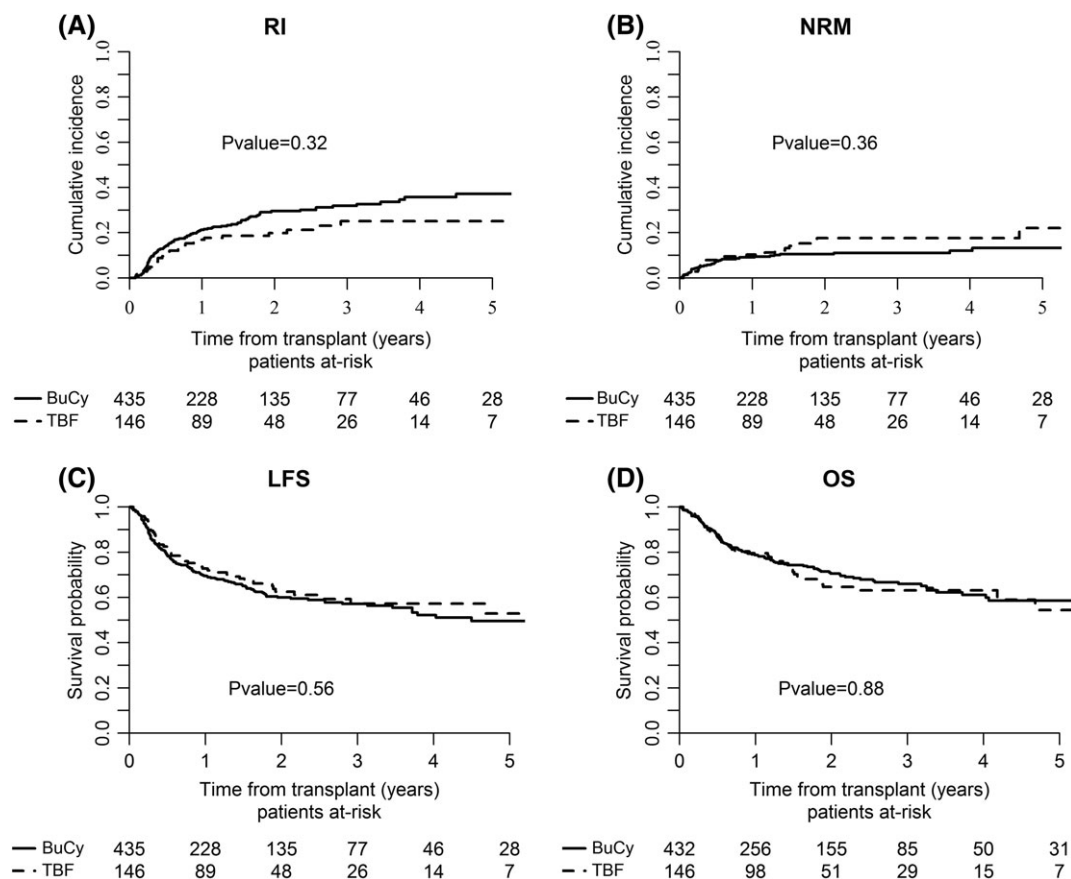 (A) RI
Cumulative incidence
0.0 0.2 0.4 0.6 0.8 1.0
Pvalue=0.32
0 1 2 3 4 5
Time from transplant (years)
patients at-risk
BuCy 435 228 135 77 46 28
TBF 146 89 48 26 14 7
(B) NRM
Cumulative incidence
0.0 0.2 0.4 0.6 0.8 1.0
Pvalue=0.36
0 1 2 3 4 5
Time from transplant (years)
patients at-risk
BuCy 435 228 135 77 46 28
TBF 146 89 48 26 14 7
(C) LFS
Survival probability
0.0 0.2 0.4 0.6 0.8 1.0
Pvalue=0.56
0 1 2 3 4 5
Time from transplant (years)
patients at-risk
BuCy 435 228 135 77 46 28
TBF 146 89 48 26 14 7
(D) OS
Survival probability
0.0 0.2 0.4 0.6 0.8 1.0
Pvalue=0.88
0 1 2 3 4 5
Time from transplant (years)
patients at-risk
BuCy 432 256 155 85 50 31
TBF 146 98 51 29 15 7